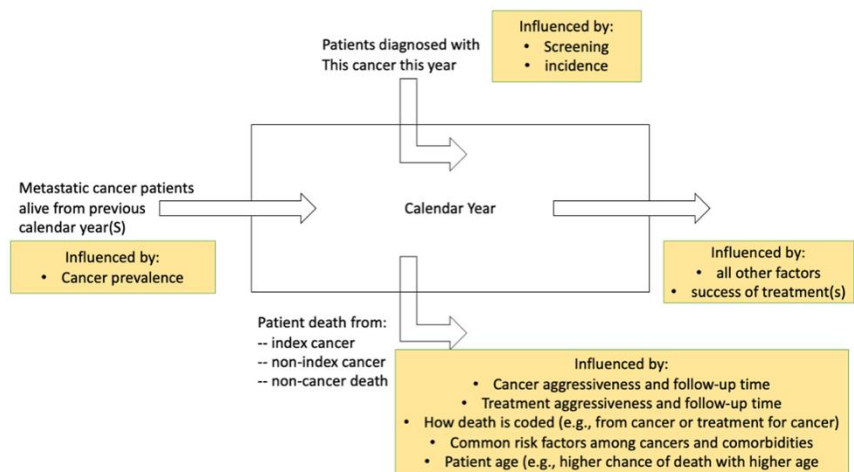 Patients diagnosed with
This cancer this year
Influenced by:
• Screening
• incidence
Metastatic cancer patients
alive from previous
calendar year(S)
Calendar Year
Influenced by:
• Cancer prevalence
Influenced by:
• all other factors
• success of treatment(s)
Patient death from:
-- index cancer
-- non-index cancer
-- non-cancer death
Influenced by:
• Cancer aggressiveness and follow-up time
• Treatment aggressiveness and follow-up time
• How death is coded (e.g., from cancer or treatment for cancer)
• Common risk factors among cancers and comorbidities
• Patient age (e.g., higher chance of death with higher age